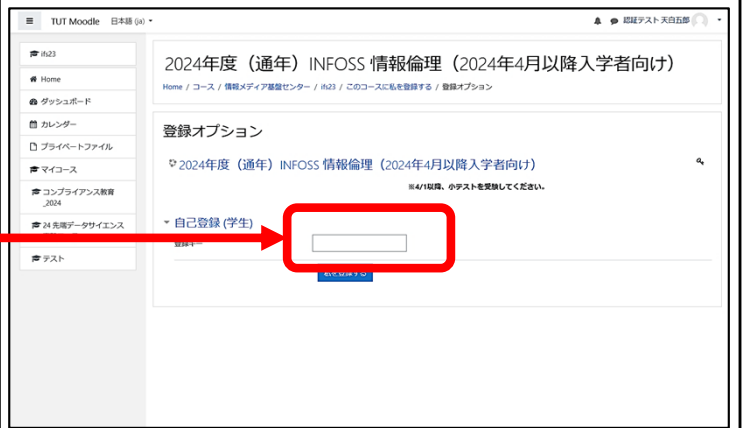 TUT Moodle 日本語 (ja)
認証テスト 天白五郎
ifs23
Home
ダッシュボード
カレンダー
プライベートファイル
マイコース
コンプライアンス教育
_2024
24 先端データサイエンス
テスト
2024年度（通年）INFOSS 情報倫理（2024年4月以降入学者向け）
Home / コース / 情報メディア基盤センター / ifs23 / このコースに私を登録する / 登録オプション
登録オプション
2024年度（通年）INFOSS 情報倫理（2024年4月以降入学者向け）
※4/1以降、小テストを受験してください。
自己登録 (学生)
登録キー
私を登録する